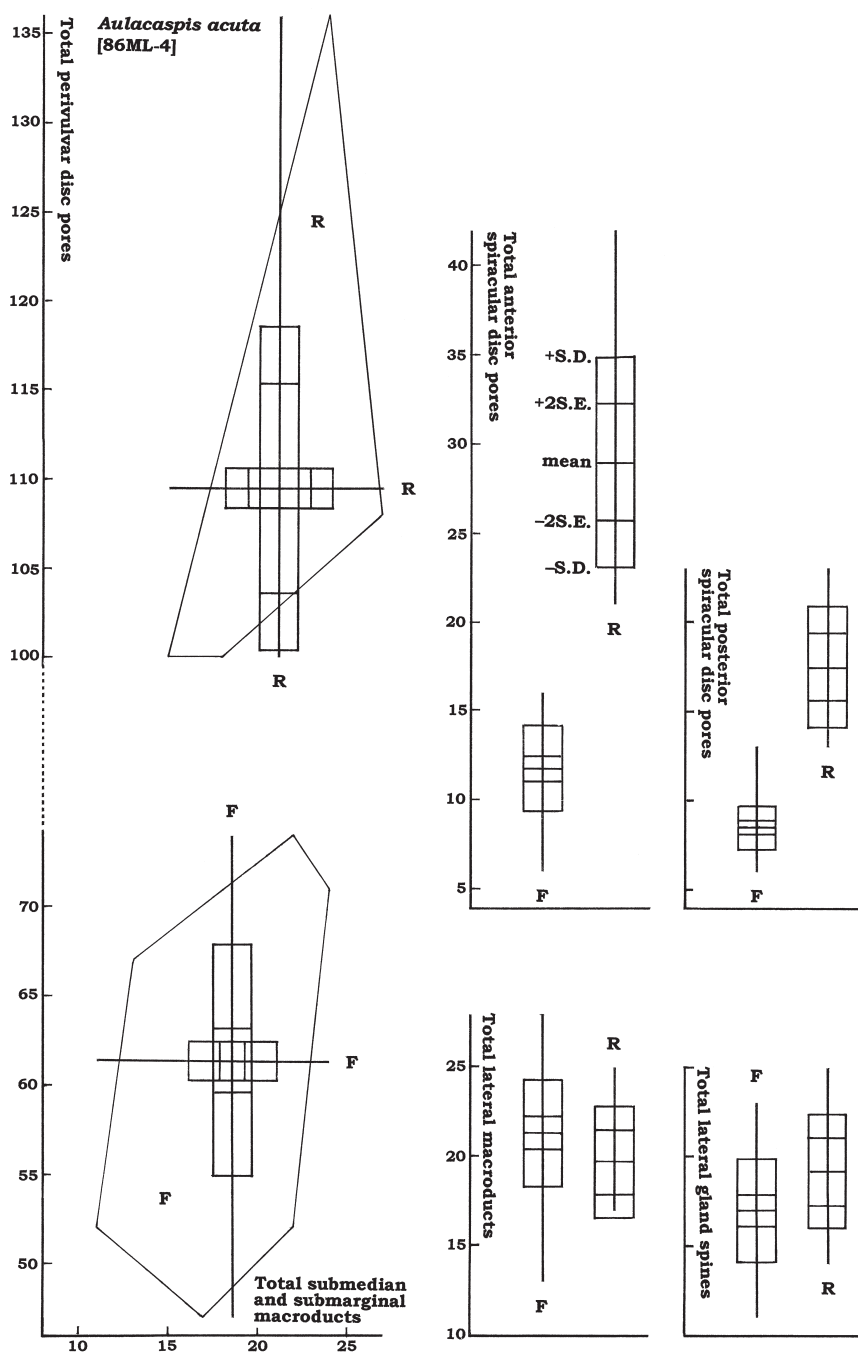 Aulacaspis acuta
[86ML-4]
Total perivulvar disc pores
135
130
125
120
115
110
105
100
R
R
R
70
65
60
55
50
F
F
F
Total submedian
and submarginal
macroducts
10
15
20
25
Total anterior
spiracular disc pores
40
35
30
25
20
15
10
5
+S.D.
+2S.E.
mean
–2S.E.
–S.D.
R
F
Total posterior
spiracular disc pores
R
F
Total lateral macroducts
25
20
15
10
R
F
Total lateral gland spines
F
R